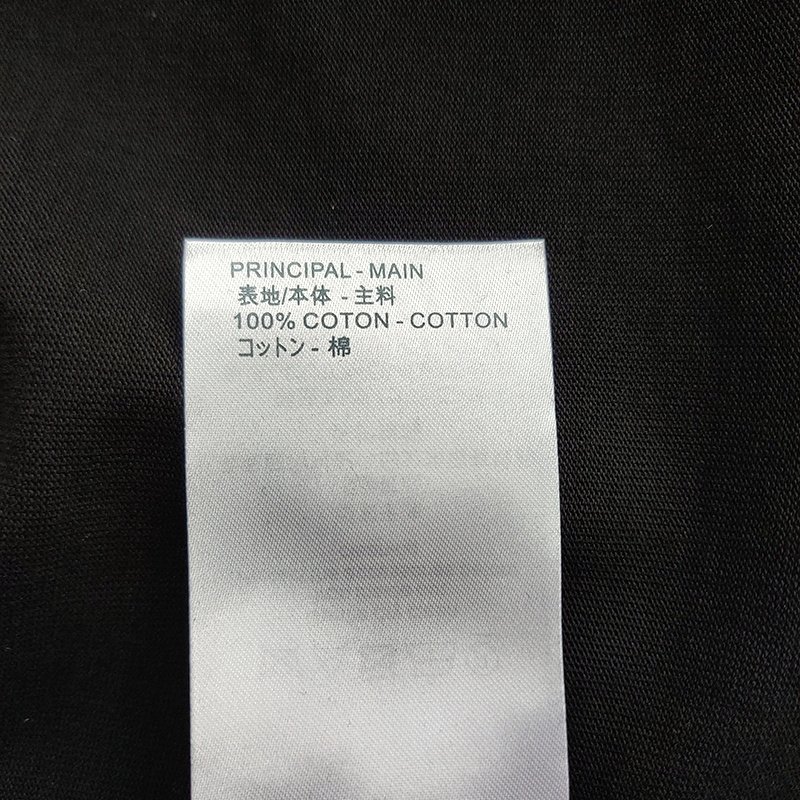 PRINCIPAL - MAIN
表地/本体 - 主料
100% COTON - COTTON
コットン - 棉